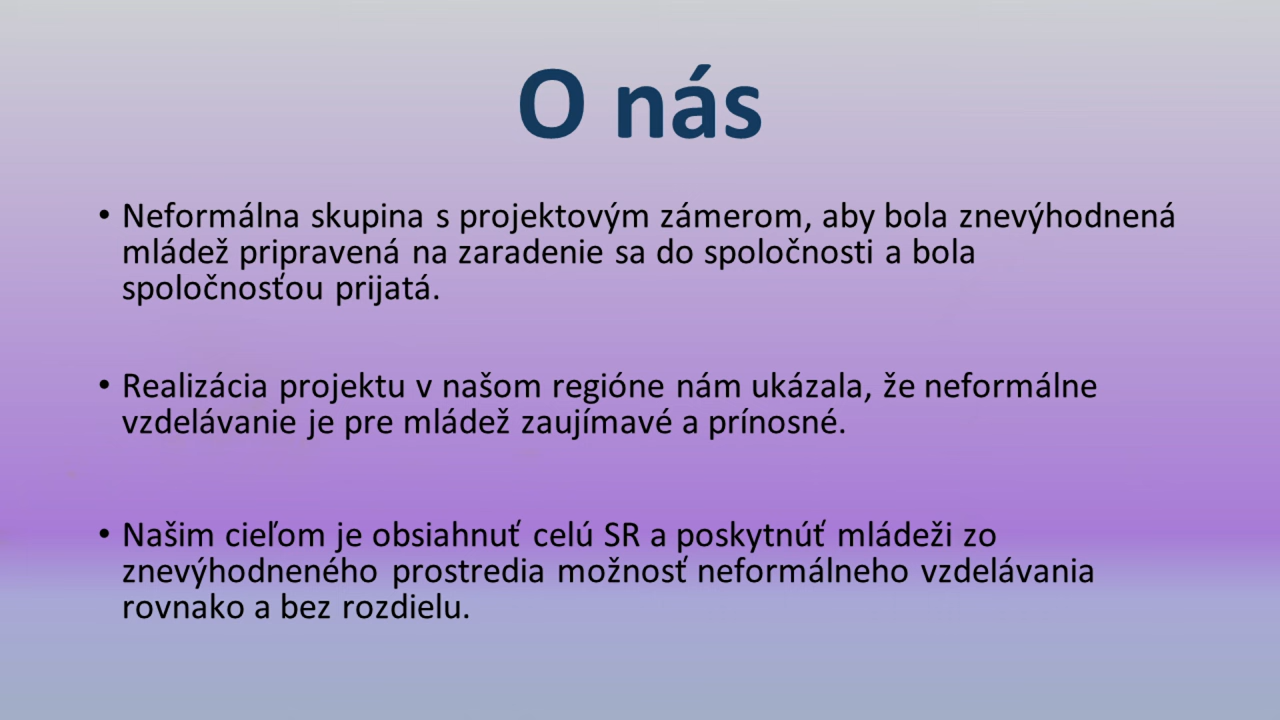 O nás
• Neformálna skupina s projektovým zámerom, aby bola znevýhodnená
mládež pripravená na zaradenie sa do spoločnosti a bola
spoločnosťou prijatá.
• Realizácia projektu v našom regióne nám ukázala, že neformálne
vzdelávanie je pre mládež zaujímavé a prínosné.
• Našim cieľom je obsiahnuť celú SR a poskytnúť mládeži zo
znevýhodneného prostredia možnosť neformálneho vzdelávania
rovnako a bez rozdielu.